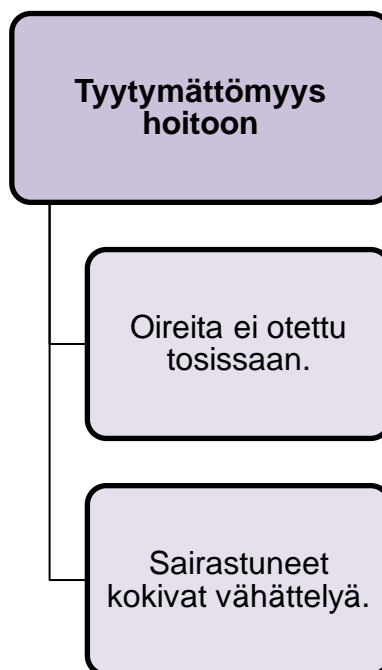 Tyytymättömyys
hoitoon
Oireita ei otettu
tosissaan.
Sairastuneet
kokivat vähättelyä.